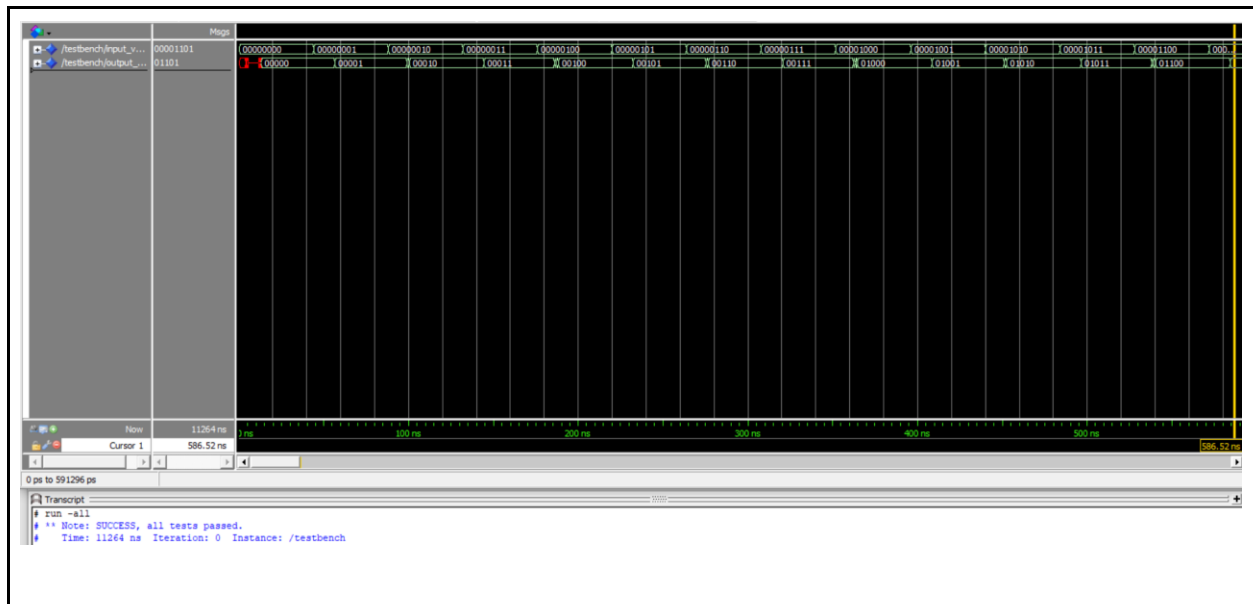 Msgs
/testbench/input_v... 00001101 00000000 00000001 00000010 00000011 00000100 00000101 00000110 00000111 00001000 00001001 00001010 00001011 00001100 000...
/testbench/output_... 01101 00000 00001 00010 00011 00100 00101 00110 00111 01000 01001 01010 01011 01100
Now 11264 ns ns 100 ns 200 ns 300 ns 400 ns 500 ns
Cursor 1 586.52 ns 586.52 ns
0 ps to 591296 ps
Transcript
# run -all
# ** Note: SUCCESS, all tests passed.
# Time: 11264 ns Iteration: 0 Instance: /testbench